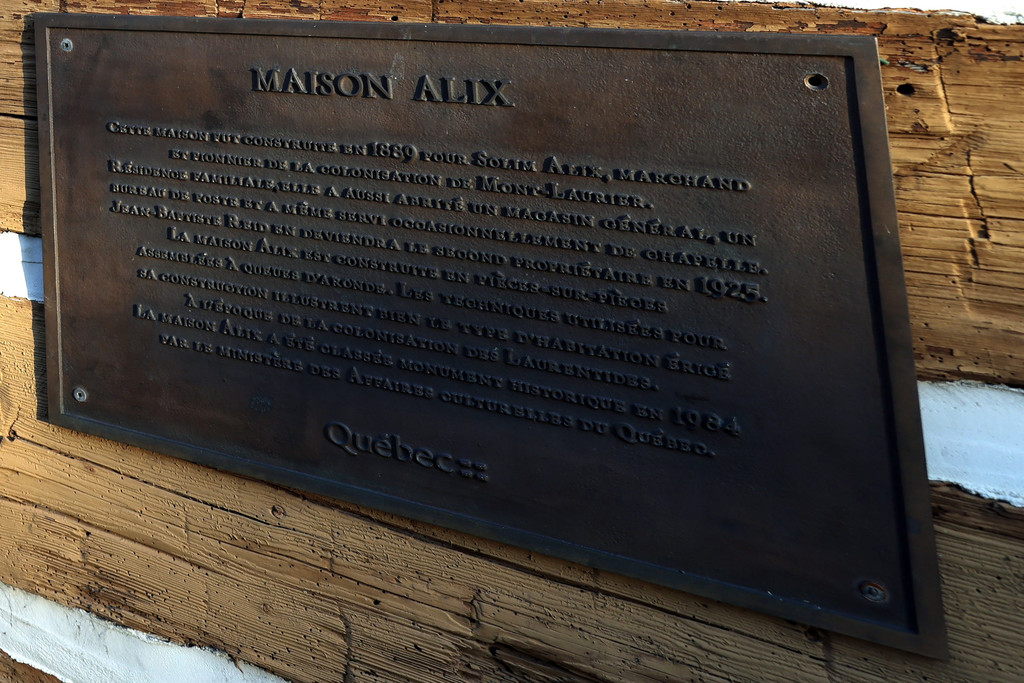 MAISON ALIX
CETTE MAISON FUT CONSTRUITE EN 1889 POUR SOLIM ALIX, MARCHAND
ET PIONNIER DE LA COLONISATION DE MONT-LAURIER.
RÉSIDENCE FAMILIALE, ELLE A AUSSI ABRITÉ UN MAGASIN GÉNÉRAL, UN
BUREAU DE POSTE ET A MÊME SERVI OCCASIONNELLEMENT DE CHAPELLE.
JEAN-BAPTISTE REID EN DEVIENDRA LE SECOND PROPRIÉTAIRE EN 1925.
LA MAISON ALIX EST CONSTRUITE EN PIÈCES-SUR-PIÈCES
ASSEMBLÉES À QUEUES D'ARONDE. LES TECHNIQUES UTILISÉES POUR
SA CONSTRUCTION ILLUSTRENT BIEN LE TYPE D'HABITATION ÉRIGÉ
À L'ÉPOQUE DE LA COLONISATION DES LAURENTIDES.
LA MAISON ALIX A ÉTÉ CLASSÉE MONUMENT HISTORIQUE EN 1984
PAR LE MINISTÈRE DES AFFAIRES CULTURELLES DU QUÉBEC.
Québec